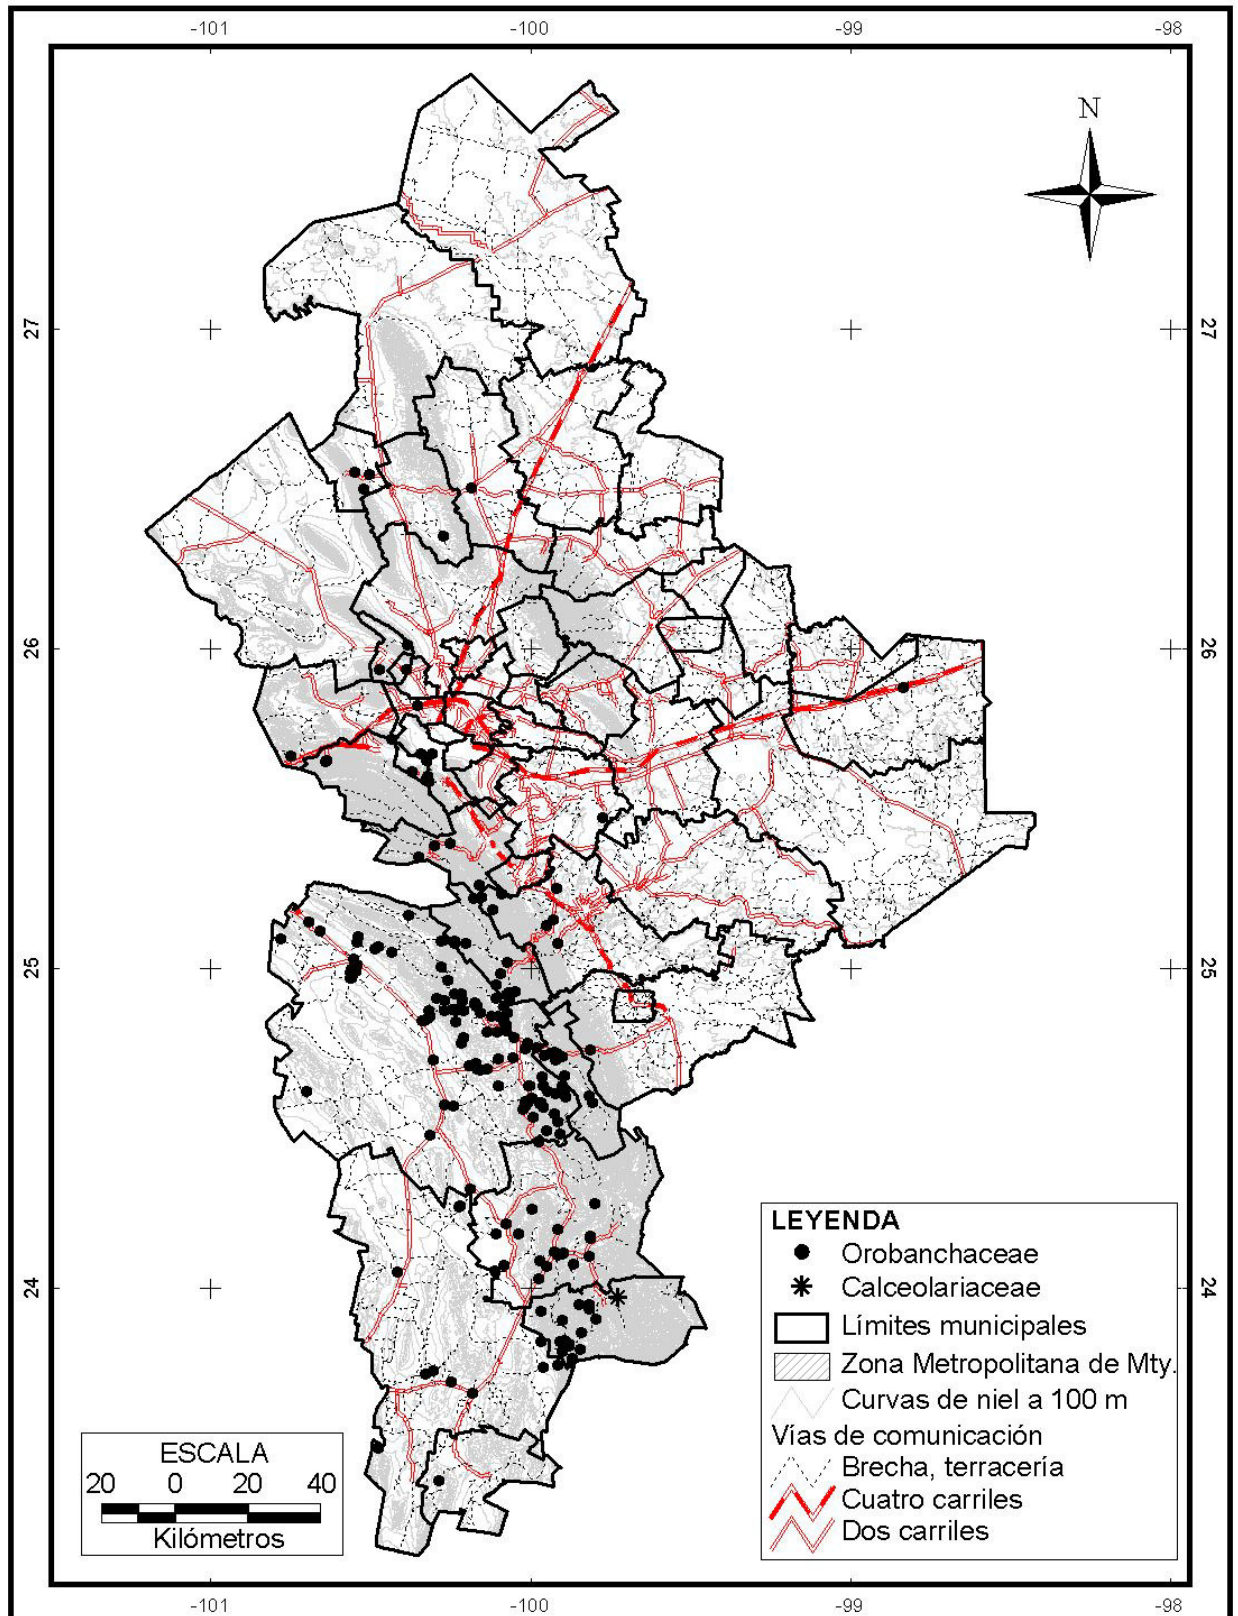 -101 -100 -99 -98
N
27 27
26 26
25 25
24 24
LEYENDA
Orobanchaceae
Calceolariaceae
Límites municipales
Zona Metropolitana de Mty.
Curvas de niel a 100 m
Vías de comunicación
Brecha, terracería
Cuatro carriles
Dos carriles
ESCALA
20 0 20 40
Kilómetros
-101 -100 -99 -98